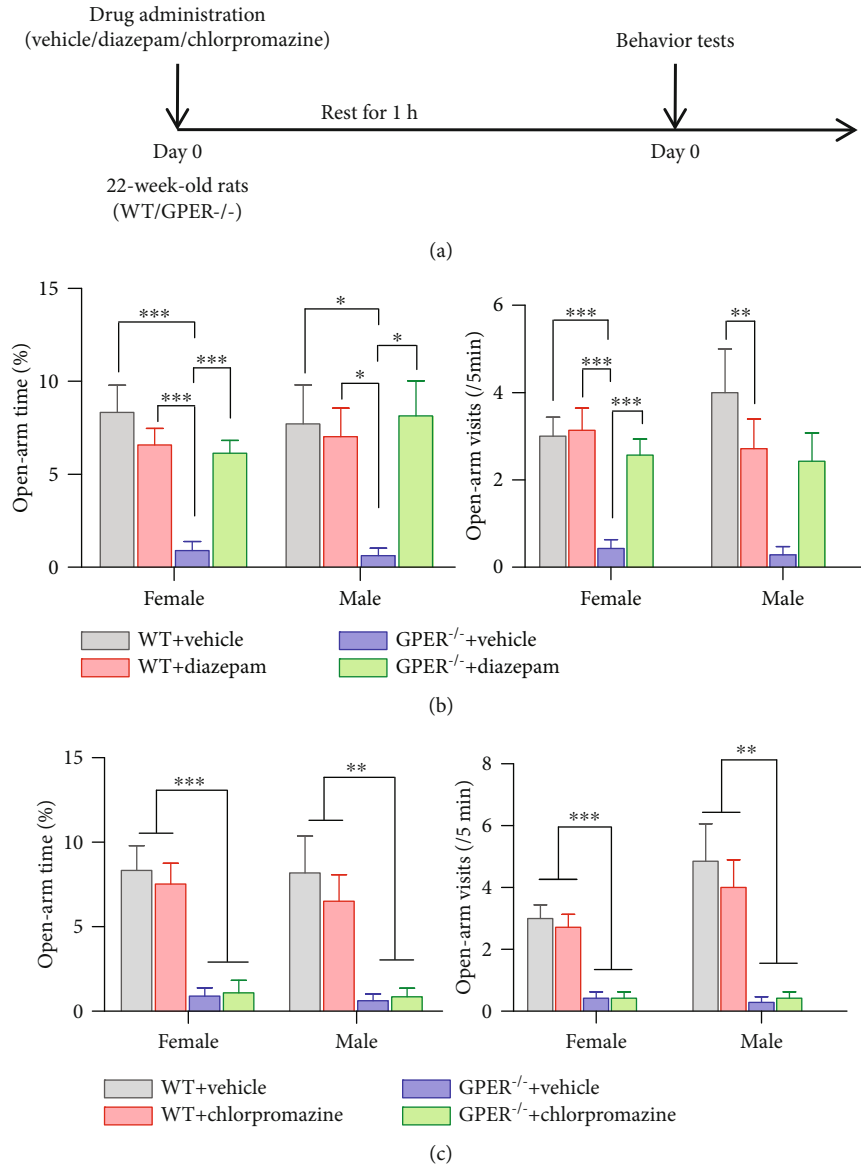 Drug administration
(vehicle/diazepam/chlorpromazine)
Behavior tests
Rest for 1 h
Day 0
Day 0
22-week-old rats
(WT/GPER-/-)
(a)
Open-arm time (%)
15
10
5
0
***
***
***
*
*
*
Female
Male
Open-arm visits (/5min)
6
4
2
0
***
***
***
**
Female
Male
WT+vehicle
GPER-/-+vehicle
WT+diazepam
GPER-/-+diazepam
(b)
Open-arm time (%)
15
10
5
0
***
**
Female
Male
Open-arm visits (/5 min)
8
6
4
2
0
***
**
Female
Male
WT+vehicle
GPER-/-+vehicle
WT+chlorpromazine
GPER-/-+chlorpromazine
(c)